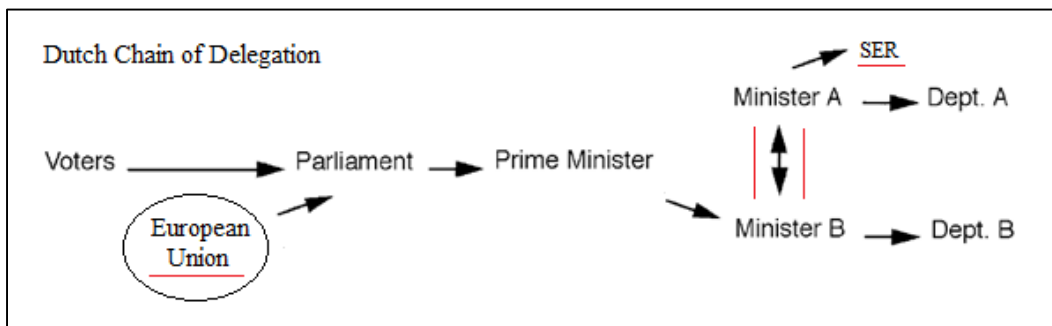 Dutch Chain of Delegation
SER
Minister A
Dept. A
Voters
Parliament
Prime Minister
European
Union
Minister B
Dept. B